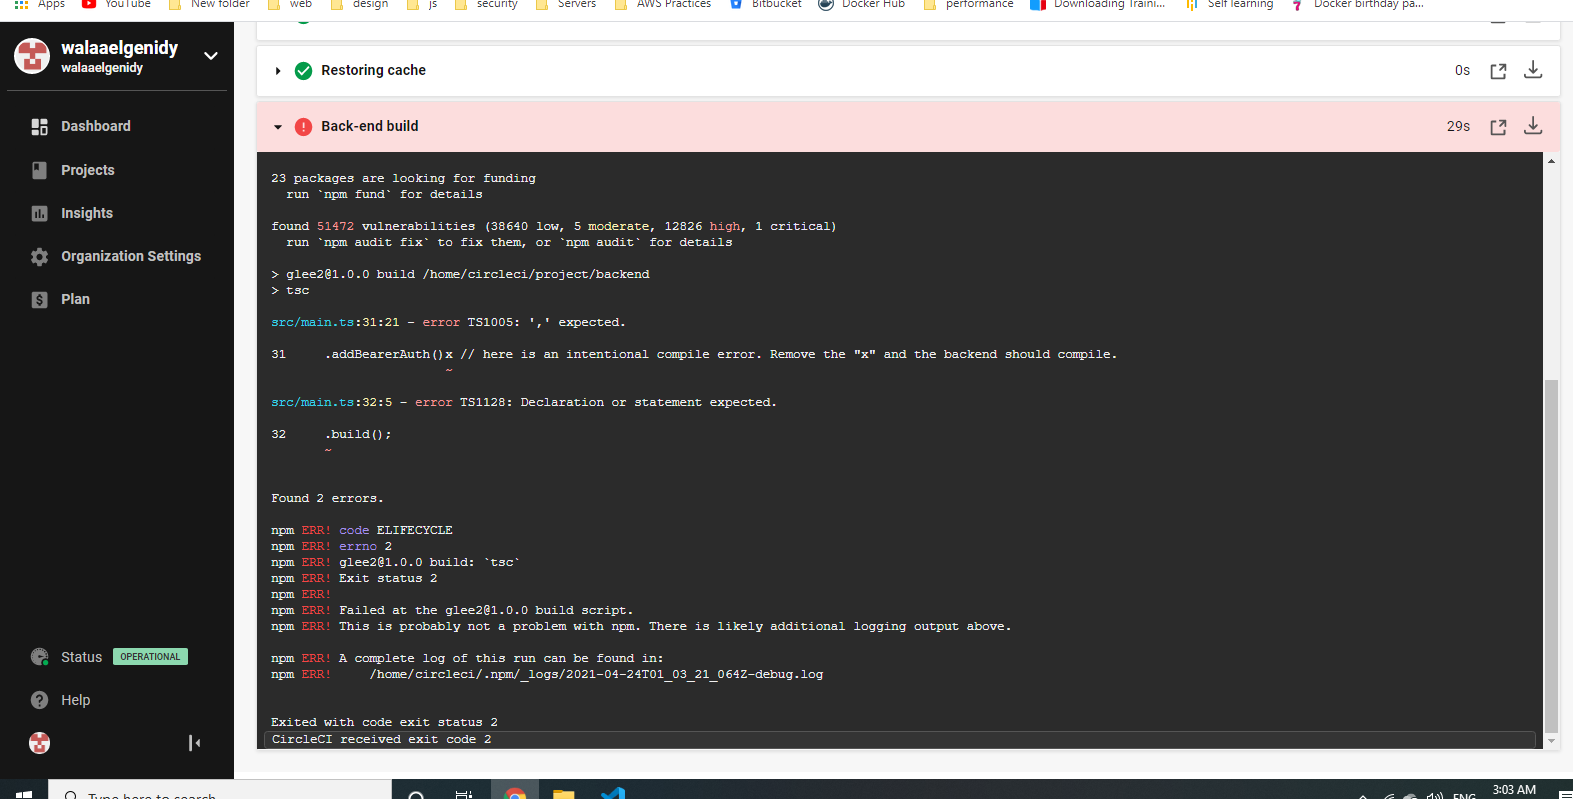 Apps YouTube New folder web design js security Servers AWS Practices Bitbucket Docker Hub performance Downloading Traini... Self learning Docker birthday pa...
walaaelgenidy
walaaelgenidy
Dashboard
Projects
Insights
Organization Settings
Plan
Status OPERATIONAL
Help
Restoring cache 0s
Back-end build 29s
23 packages are looking for funding
run `npm fund` for details
found 51472 vulnerabilities (38640 low, 5 moderate, 12826 high, 1 critical)
run `npm audit fix` to fix them, or `npm audit` for details
> glee2@1.0.0 build /home/circleci/project/backend
> tsc
src/main.ts:31:21 - error TS1005: ',' expected.
31 .addBearerAuth()x // here is an intentional compile error. Remove the "x" and the backend should compile.
~
src/main.ts:32:5 - error TS1128: Declaration or statement expected.
32 .build();
~
Found 2 errors.
npm ERR! code ELIFECYCLE
npm ERR! errno 2
npm ERR! glee2@1.0.0 build: `tsc`
npm ERR! Exit status 2
npm ERR!
npm ERR! Failed at the glee2@1.0.0 build script.
npm ERR! This is probably not a problem with npm. There is likely additional logging output above.
npm ERR! A complete log of this run can be found in:
npm ERR! /home/circleci/.npm/_logs/2021-04-24T01_03_21_064Z-debug.log
Exited with code exit status 2
CircleCI received exit code 2
Type here to search
ENG
3:03 AM